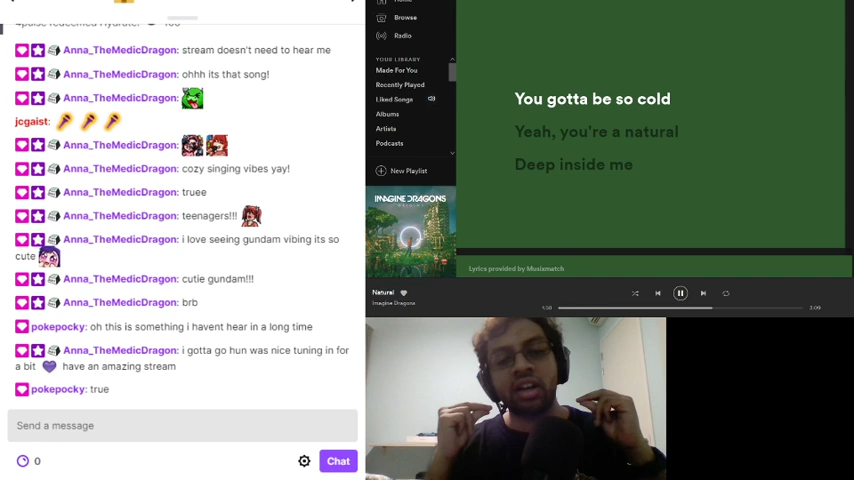 Anna_TheMedicDragon: stream doesn't need to hear me
Anna_TheMedicDragon: ohhh its that song!
Anna_TheMedicDragon:
jcgaist:
Anna_TheMedicDragon:
Anna_TheMedicDragon: cozy singing vibes yay!
Anna_TheMedicDragon: truee
Anna_TheMedicDragon: teenagers!!!
Anna_TheMedicDragon: i love seeing gundam vibing its so
cute
Anna_TheMedicDragon: cutie gundam!!!
Anna_TheMedicDragon: brb
pokepocky: oh this is something i havent hear in a long time
Anna_TheMedicDragon: i gotta go hun was nice tuning in for
a bit have an amazing stream
pokepocky: true
Send a message
0
Chat
Browse
Radio
YOUR LIBRARY
Made For You
Recently Played
Liked Songs
Albums
Artists
Podcasts
New Playlist
IMAGINE DRAGONS
Natural
Imagine Dragons
You gotta be so cold
Yeah, you're a natural
Deep inside me
Lyrics provided by Musixmatch
3:09